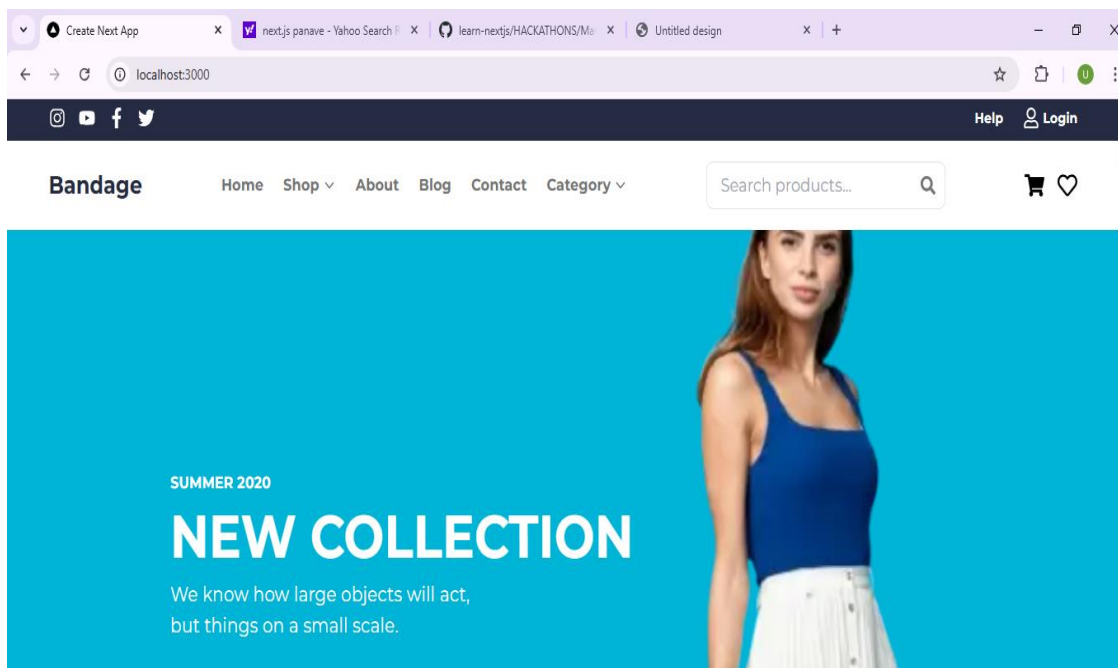 Create Next App
next.js panave - Yahoo Search R
learn-nextjs/HACKATHONS/Ma
Untitled design
localhost:3000
U
Help Login
Bandage Home Shop About Blog Contact Category Search products...
SUMMER 2020
NEW COLLECTION
We know how large objects will act,
but things on a small scale.